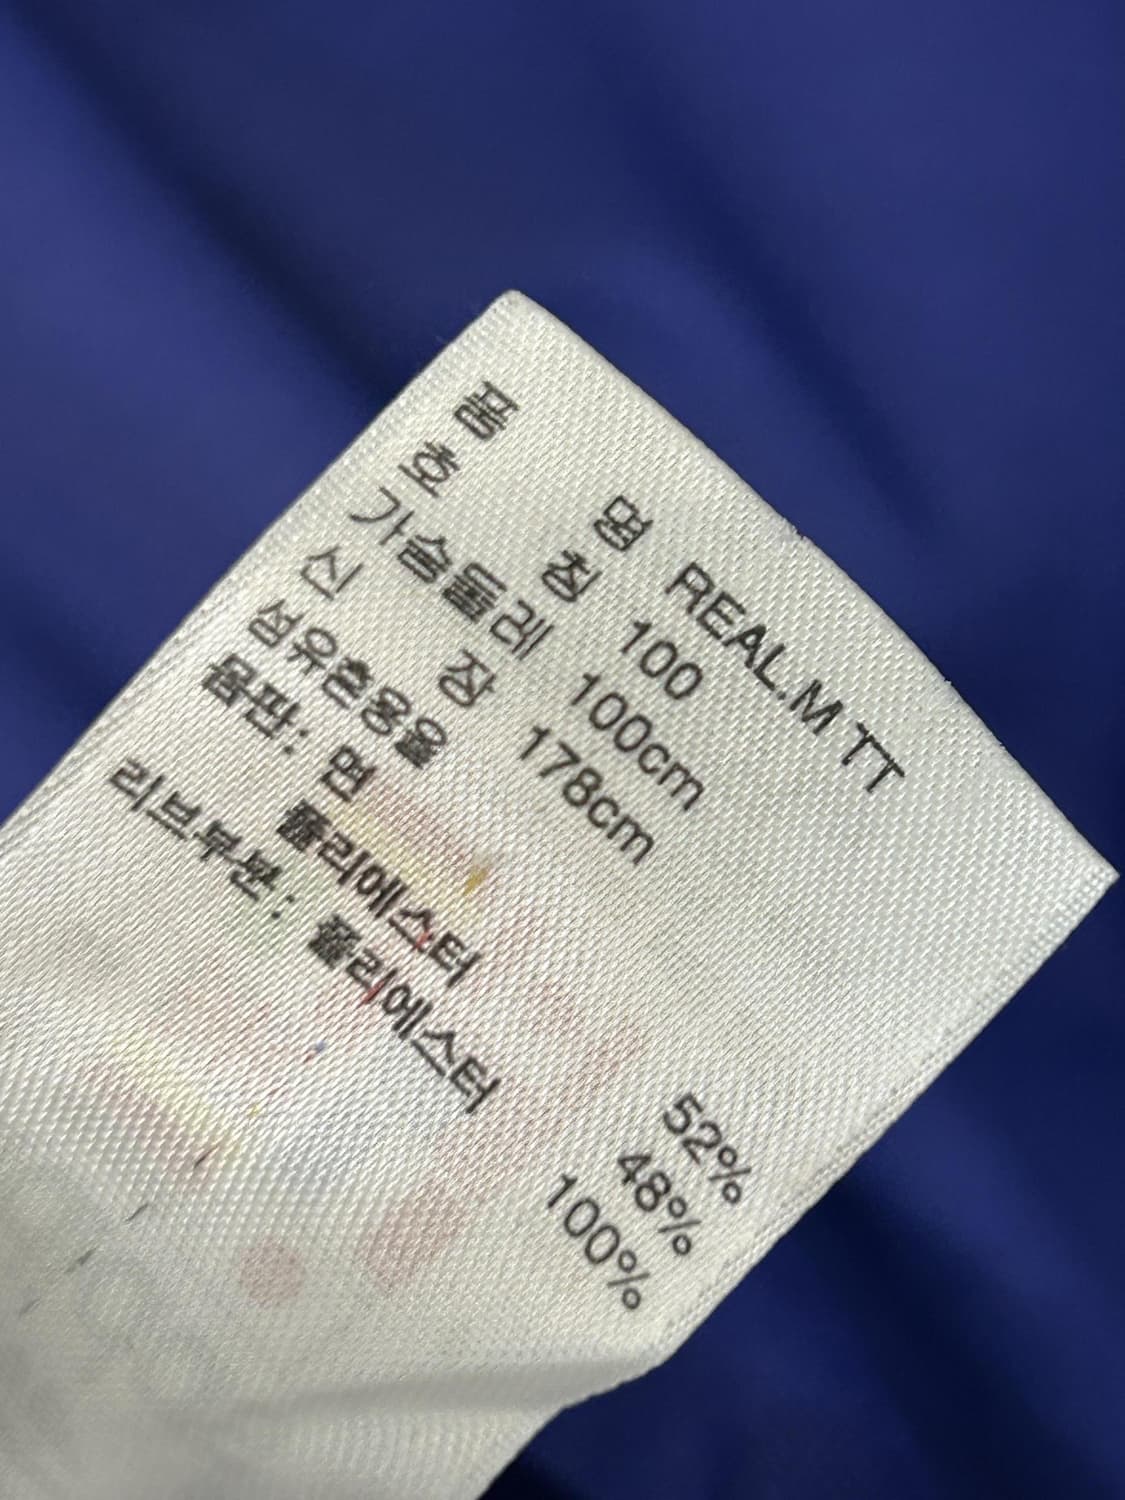 품 명 REAL.M TT
호 칭 100
가슴둘레 100cm
신 장 178cm
섬유혼용율
몸판: 면 52%
폴리에스터 48%
리브부분: 폴리에스터 100%